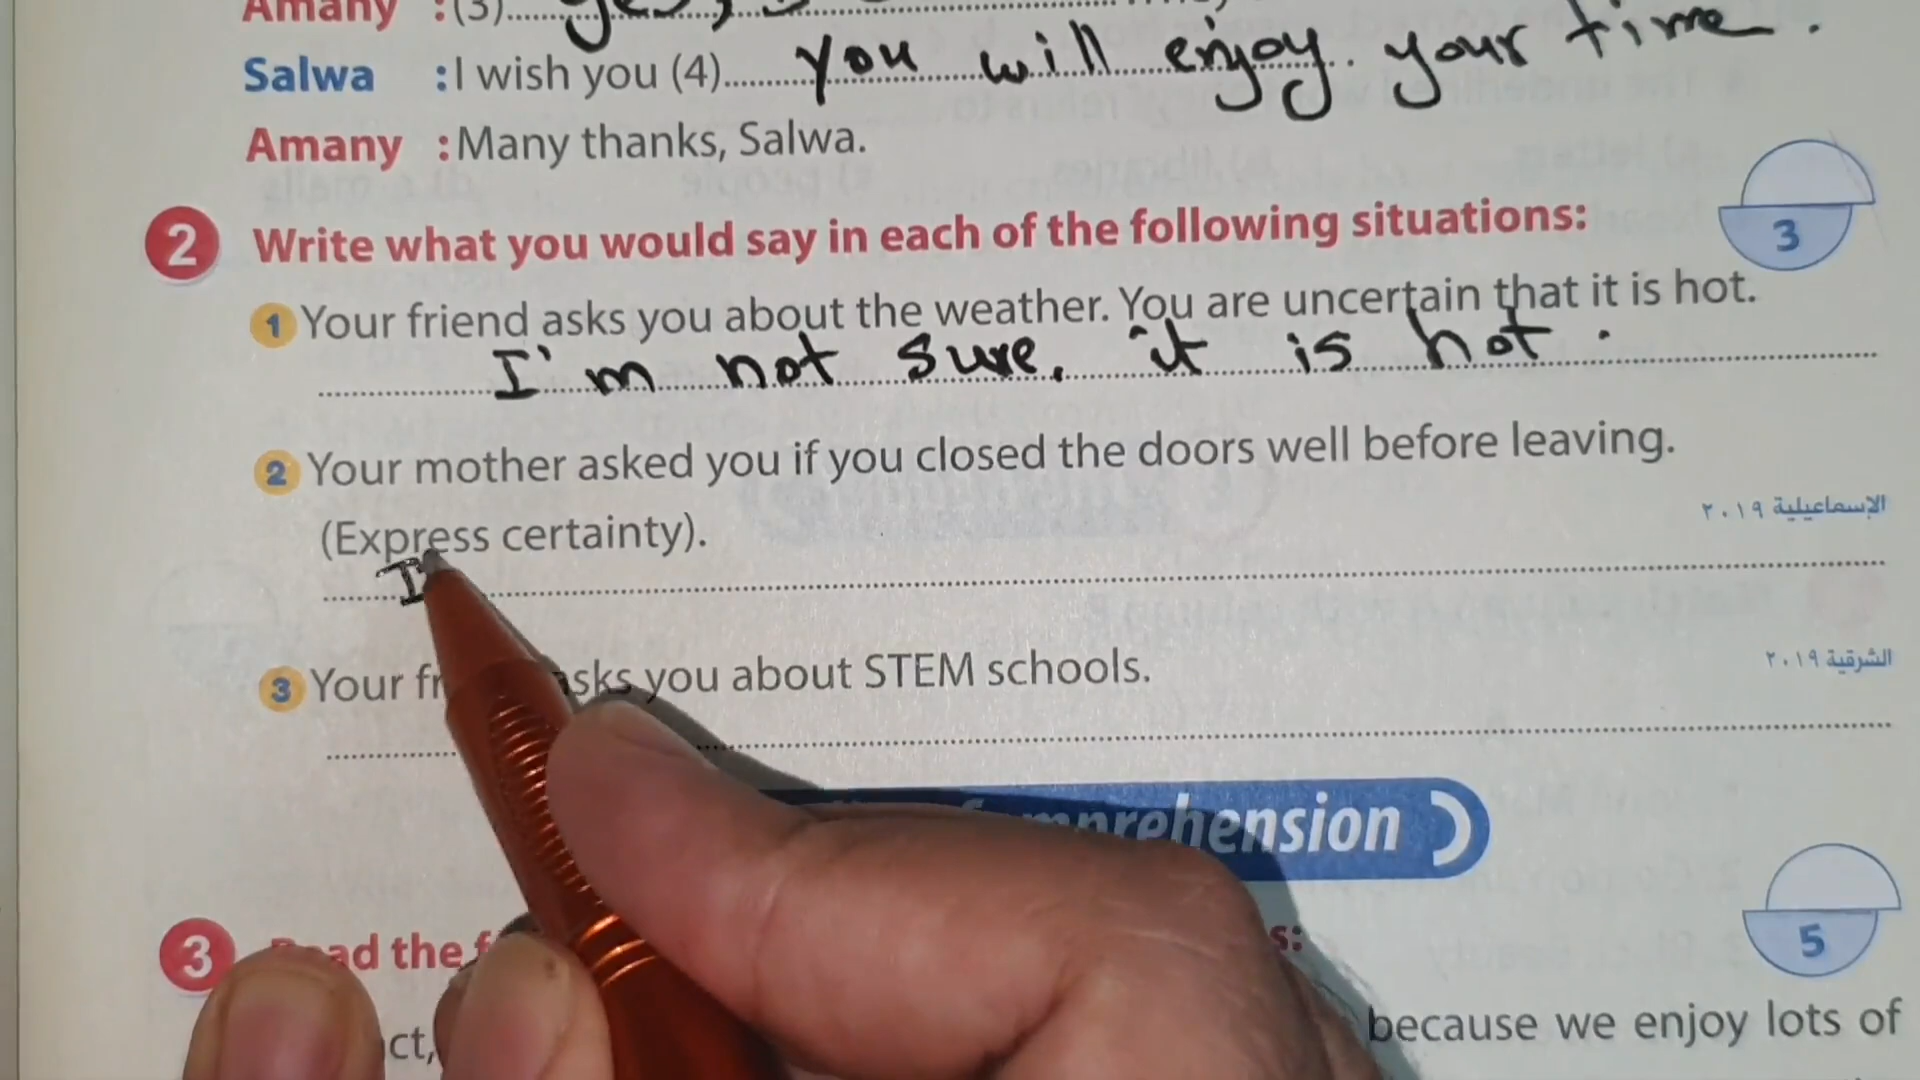 Amany :(3) yes,
Salwa :I wish you (4) you will enjoy your time.
Amany :Many thanks, Salwa.
2 Write what you would say in each of the following situations: 3
1 Your friend asks you about the weather. You are uncertain that it is hot.
I'm not sure, it is hot.
2 Your mother asked you if you closed the doors well before leaving.
(Express certainty). الإسماعيلية ٢٠١٩
I'
3 Your asks you about STEM schools. الشرقية ٢٠١٩
3 the 5
because we enjoy lots of